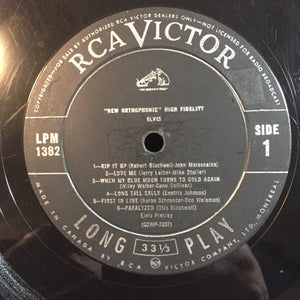 COPYRIGHTED - FOR SALE BY AUTHORIZED RCA VICTOR DEALERS ONLY - NOT LICENSED FOR RADIO BROADCAST
RCA VICTOR
"HIS MASTER'S VOICE"
"NEW ORTHOPHONIC" HIGH FIDELITY
ELVIS
LPM
1382
SIDE
1
1—RIP IT UP (Robert Blackwell-John Marascalco)
2—LOVE ME (Jerry Leiber-Mike Stoller)
3—WHEN MY BLUE MOON TURNS TO GOLD AGAIN
(Wiley Walker-Gene Sullivan)
4—LONG TALL SALLY (Enotris Johnson)
5—FIRST IN LINE (Aaron Schroeder-Ben Weisman)
6—PARALYZED (Otis Blackwell)
Elvis Presley
(G2WP-7207)
LONG 33⅓ PLAY
MADE IN CANADA, BY RCA VICTOR COMPANY, LTD., MONTREAL